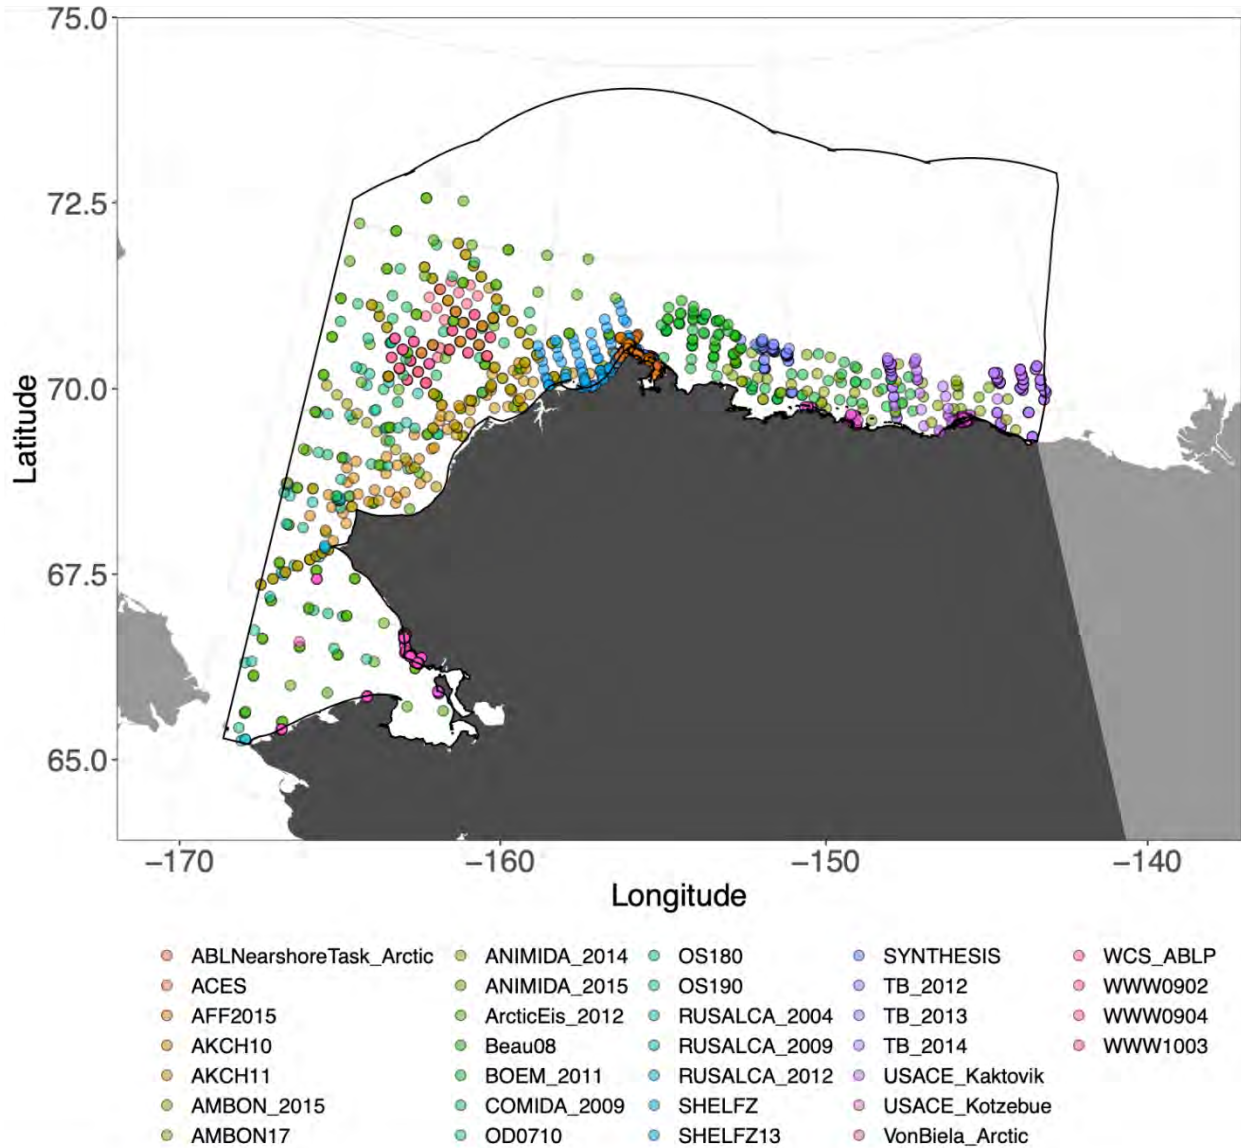 75.0
72.5
70.0
67.5
65.0
Latitude
−170 −160 −150 −140
Longitude
ABLNearshoreTask_Arctic ANIMIDA_2014 OS180 SYNTHESIS WCS_ABLP
ACES ANIMIDA_2015 OS190 TB_2012 WWW0902
AFF2015 ArcticEis_2012 RUSALCA_2004 TB_2013 WWW0904
AKCH10 Beau08 RUSALCA_2009 TB_2014 WWW1003
AKCH11 BOEM_2011 RUSALCA_2012 USACE_Kaktovik
AMBON_2015 COMIDA_2009 SHELFZ USACE_Kotzebue
AMBON17 OD0710 SHELFZ13 VonBiela_Arctic